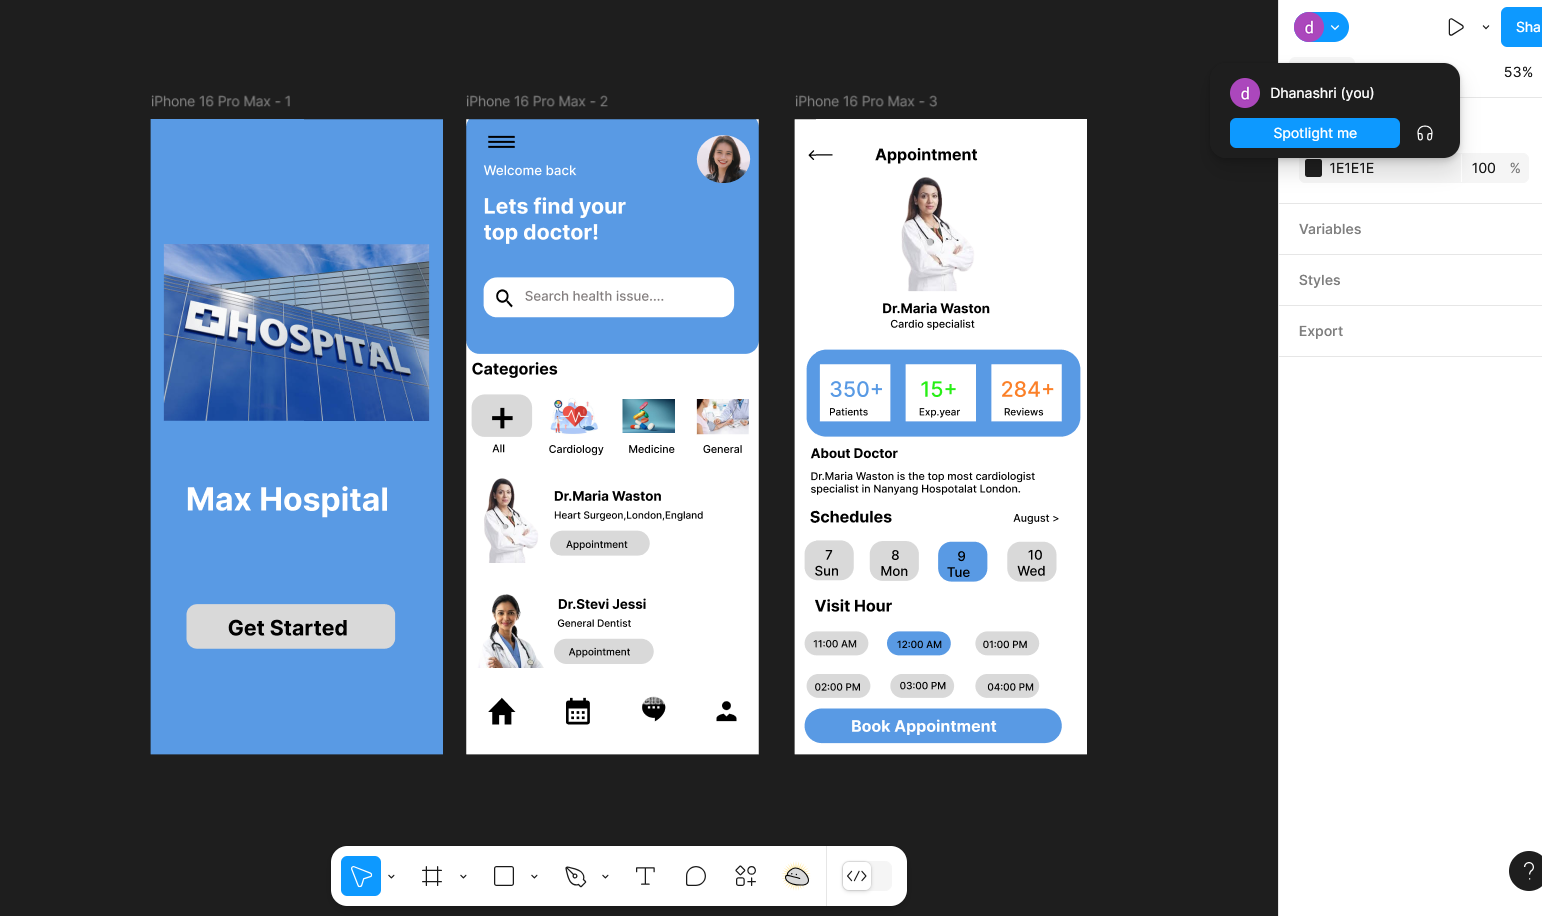 d
Sha
53%
d
Dhanashri (you)
Spotlight me
1E1E1E
100
%
Variables
Styles
Export
?
iPhone 16 Pro Max - 1
HOSPITAL
Max Hospital
Get Started
iPhone 16 Pro Max - 2
Welcome back
Lets find your
top doctor!
Search health issue....
Categories
All
Cardiology
Medicine
General
Dr.Maria Waston
Heart Surgeon,London,England
Appointment
Dr.Stevi Jessi
General Dentist
Appointment
iPhone 16 Pro Max - 3
Appointment
Dr.Maria Waston
Cardio specialist
350+
15+
284+
Patients
Exp.year
Reviews
About Doctor
Dr.Maria Waston is the top most cardiologist
specialist in Nanyang Hospotalat London.
Schedules
August >
7
8
9
10
Sun
Mon
Tue
Wed
Visit Hour
11:00 AM
12:00 AM
01:00 PM
02:00 PM
03:00 PM
04:00 PM
Book Appointment